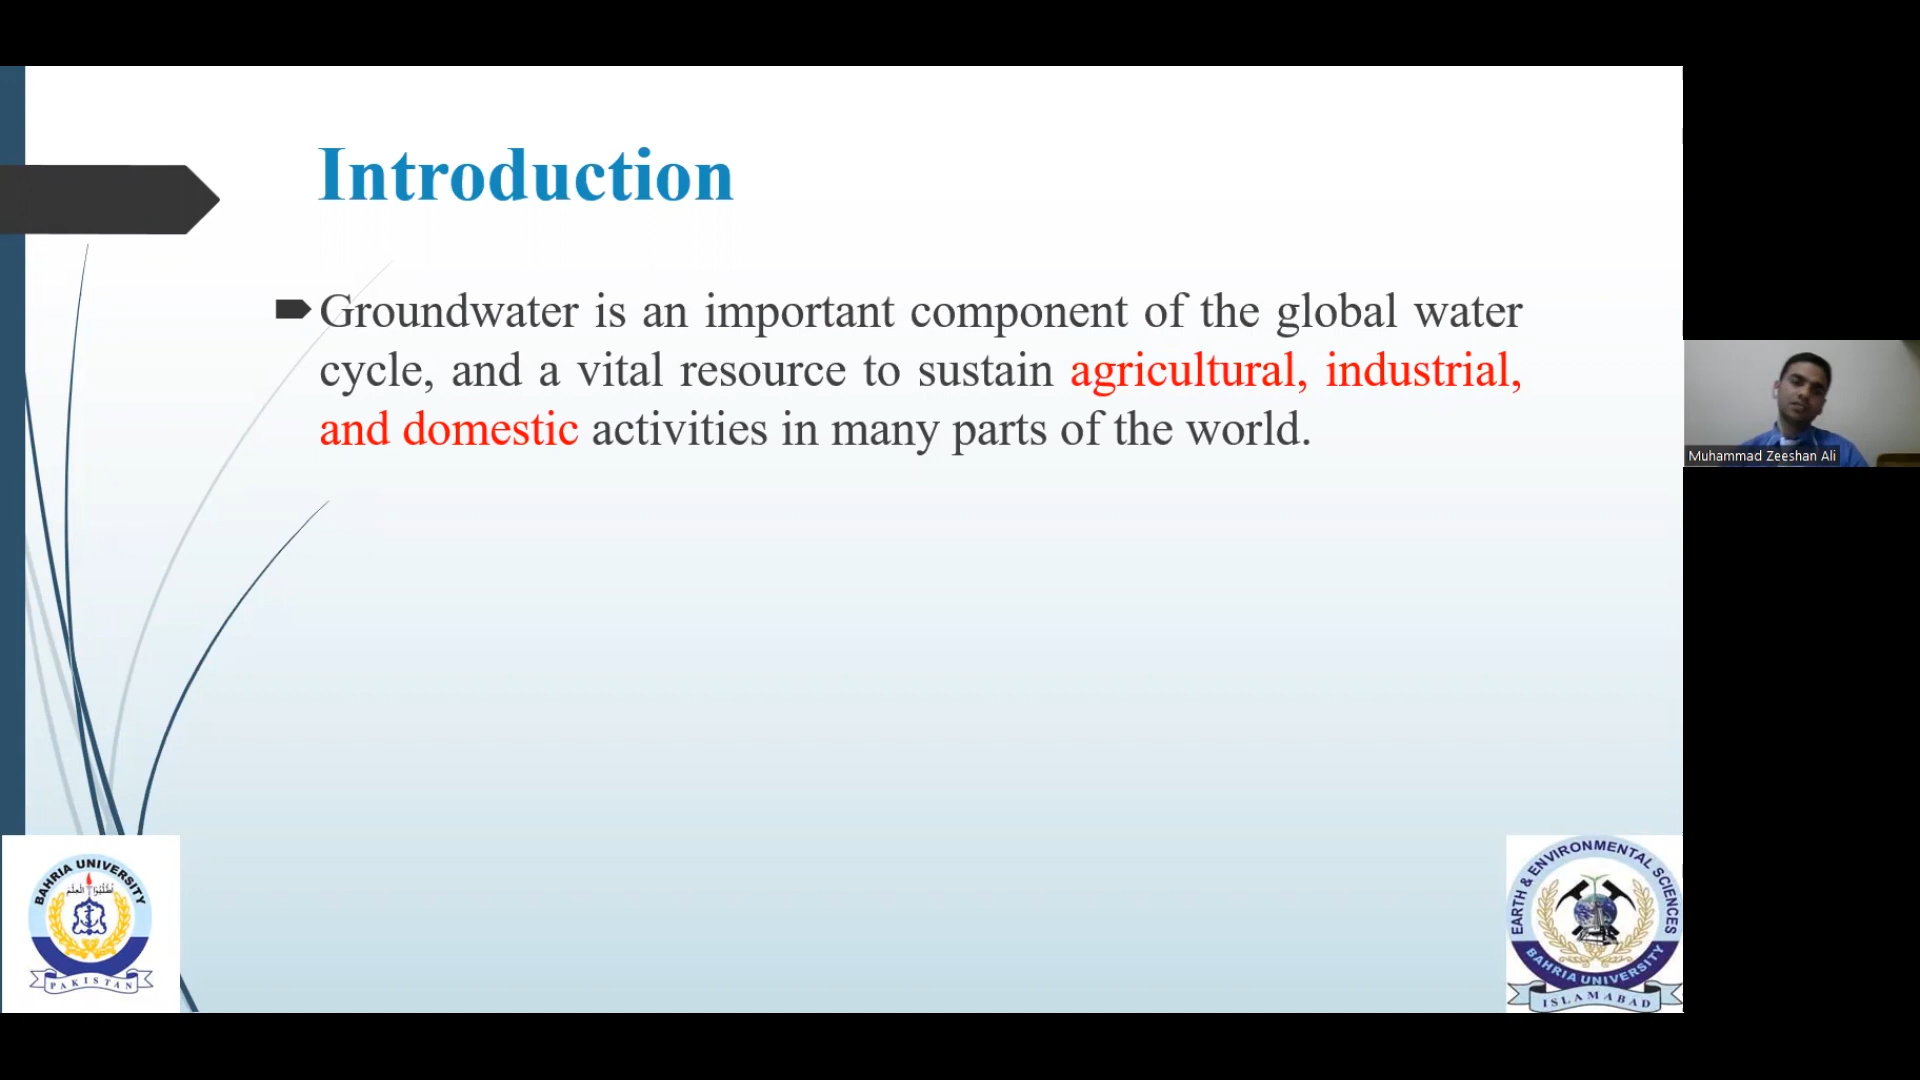 Introduction
Groundwater is an important component of the global water
cycle, and a vital resource to sustain agricultural, industrial,
and domestic activities in many parts of the world.
Muhammad Zeeshan Ali
BAHRIA UNIVERSITY
PAKISTAN
EARTH & ENVIRONMENTAL SCIENCES
BAHRIA UNIVERSITY
ISLAMABAD